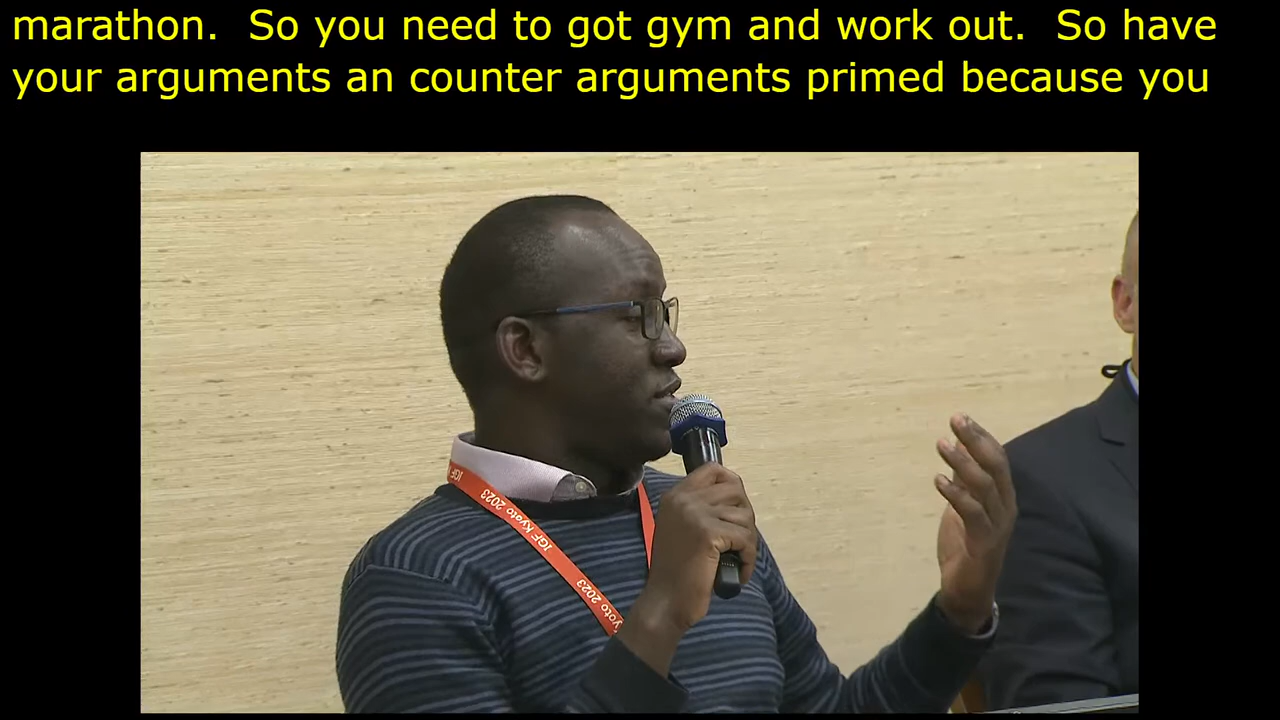 marathon.  So you need to got gym and work out.  So have
your arguments an counter arguments primed because you
IGF
IGF Kyoto 2023
yoto 2023